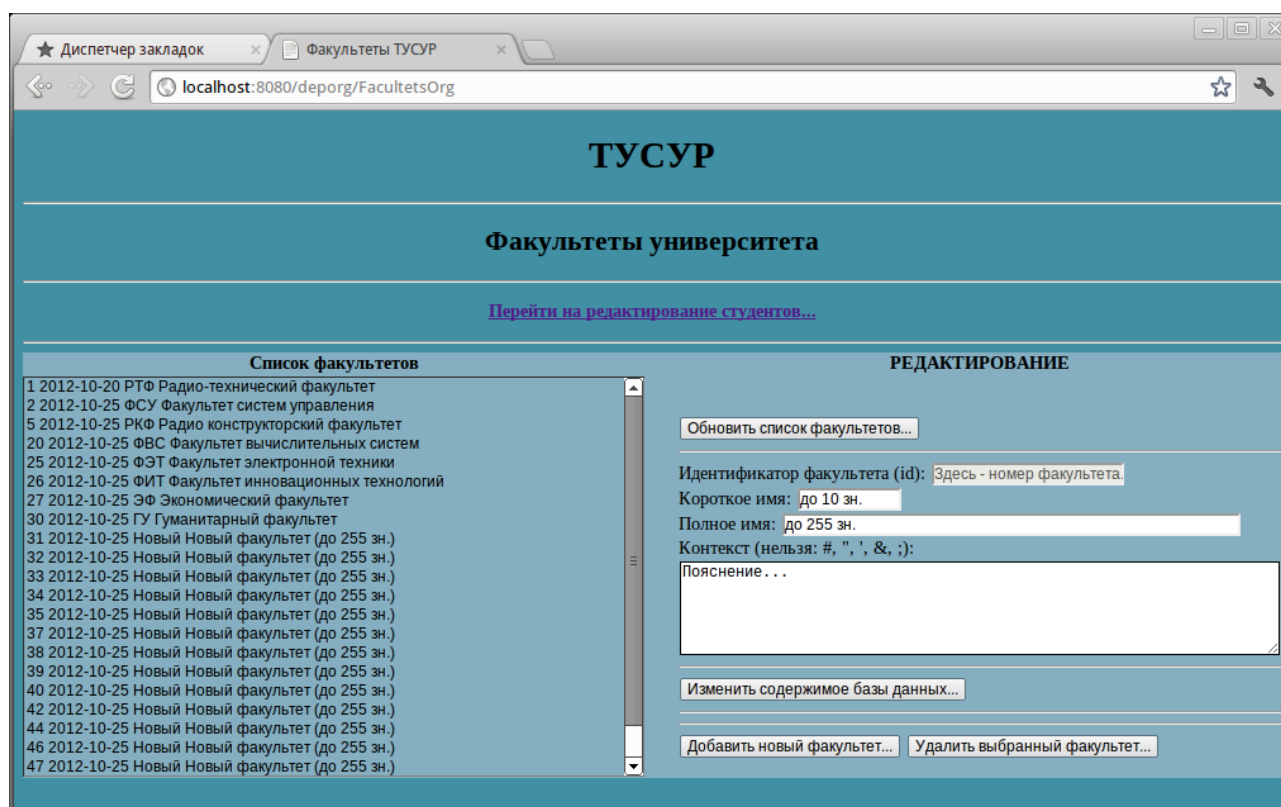 Диспетчер закладок
Факультеты ТУСУР
localhost:8080/deporg/FacultetsOrg
ТУСУР
Факультеты университета
Перейти на редактирование студентов...
Список факультетов
1 2012-10-20 РТФ Радио-технический факультет
2 2012-10-25 ФСУ Факультет систем управления
5 2012-10-25 РКФ Радио конструкторский факультет
20 2012-10-25 ФВС Факультет вычислительных систем
25 2012-10-25 ФЭТ Факультет электронной техники
26 2012-10-25 ФИТ Факультет инновационных технологий
27 2012-10-25 ЭФ Экономический факультет
30 2012-10-25 ГУ Гуманитарный факультет
31 2012-10-25 Новый Новый факультет (до 255 зн.)
32 2012-10-25 Новый Новый факультет (до 255 зн.)
33 2012-10-25 Новый Новый факультет (до 255 зн.)
34 2012-10-25 Новый Новый факультет (до 255 зн.)
35 2012-10-25 Новый Новый факультет (до 255 зн.)
37 2012-10-25 Новый Новый факультет (до 255 зн.)
38 2012-10-25 Новый Новый факультет (до 255 зн.)
39 2012-10-25 Новый Новый факультет (до 255 зн.)
40 2012-10-25 Новый Новый факультет (до 255 зн.)
42 2012-10-25 Новый Новый факультет (до 255 зн.)
44 2012-10-25 Новый Новый факультет (до 255 зн.)
46 2012-10-25 Новый Новый факультет (до 255 зн.)
47 2012-10-25 Новый Новый факультет (до 255 зн.)
РЕДАКТИРОВАНИЕ
Обновить список факультетов...
Идентификатор факультета (id): Здесь - номер факультета.
Короткое имя: до 10 зн.
Полное имя: до 255 зн.
Контекст (нельзя: #, ", ', &, ;):
Пояснение...
Изменить содержимое базы данных...
Добавить новый факультет... Удалить выбранный факультет...